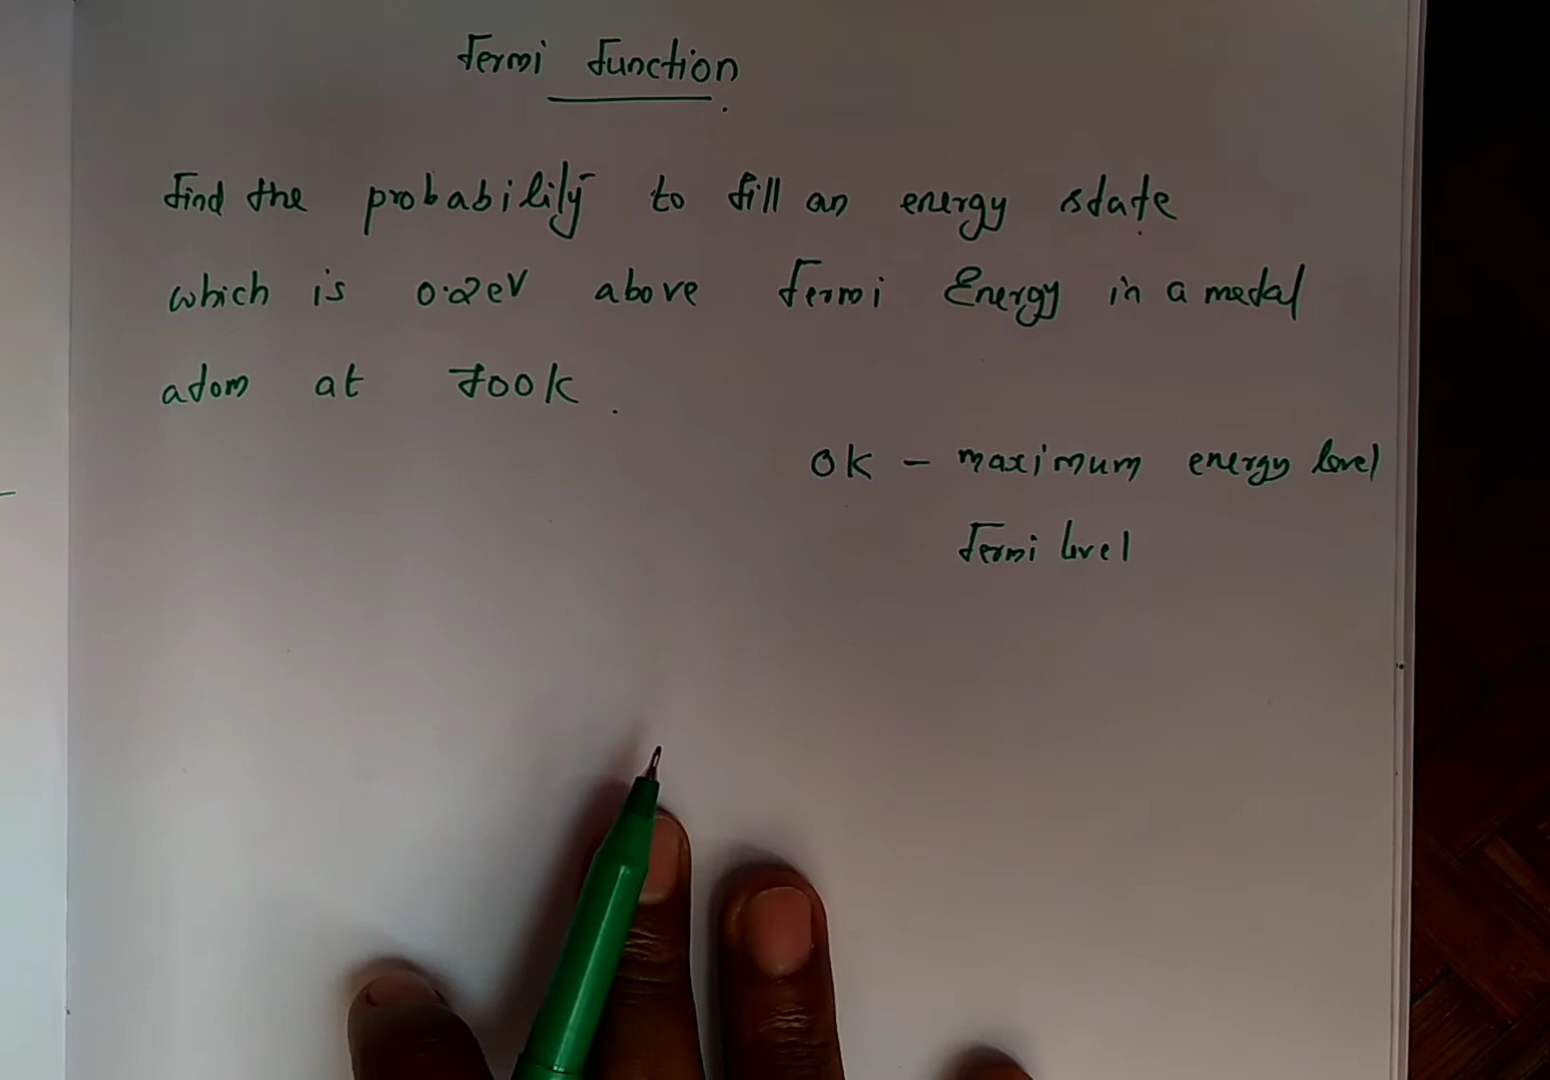 Fermi Function
Find the probability to fill an energy state
which is 0.2eV above Fermi Energy in a metal
atom at 700K.
0K - maximum energy level
Fermi level